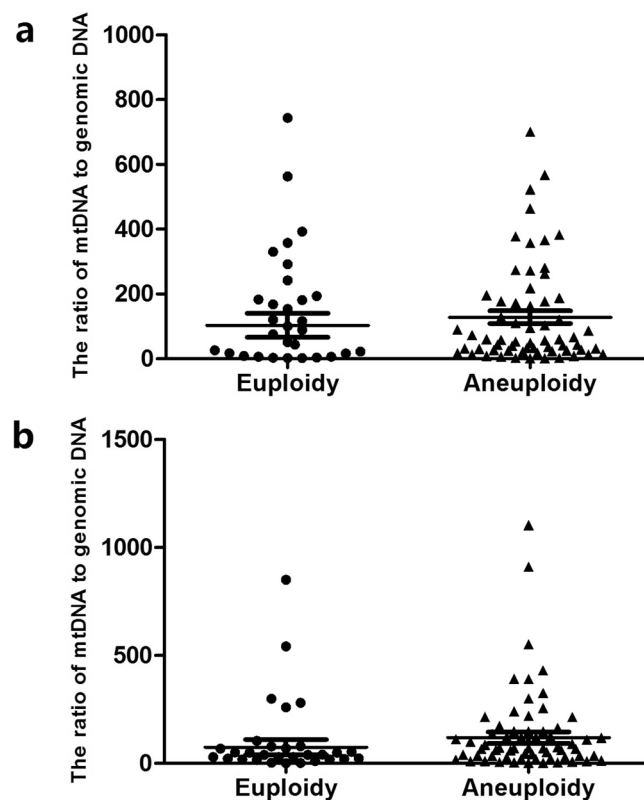 a
The ratio of mtDNA to genomic DNA
1000
800
600
400
200
0
Euploidy
Aneuploidy
b
The ratio of mtDNA to genomic DNA
1500
1000
500
0
Euploidy
Aneuploidy